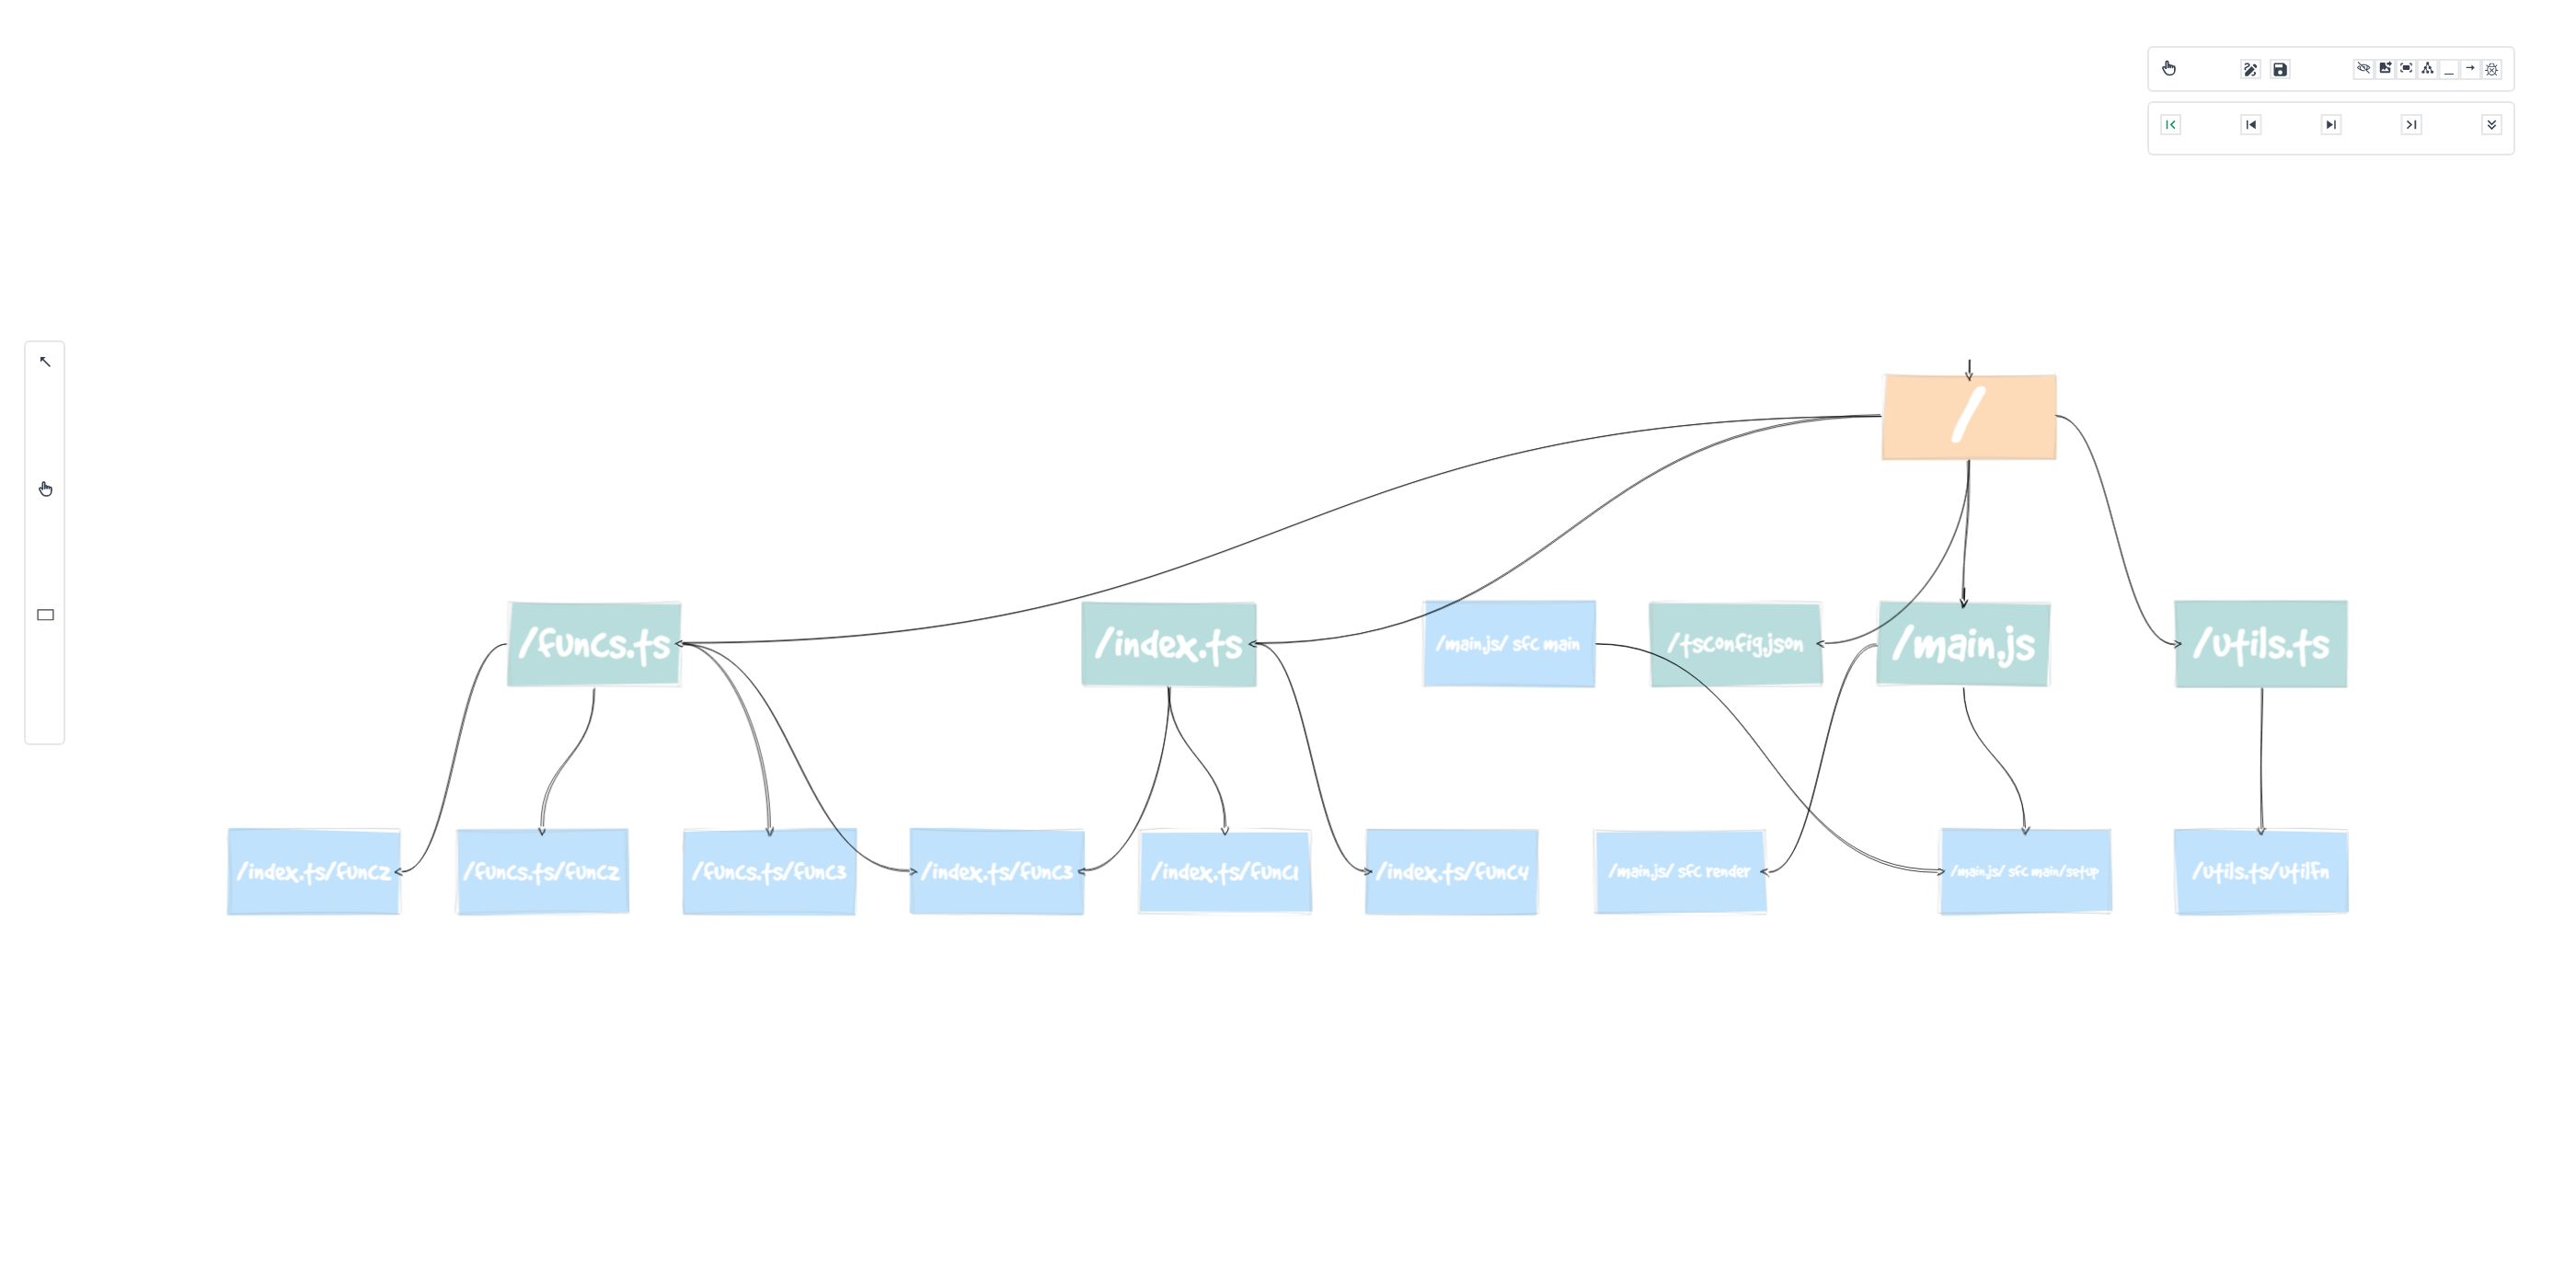 /
/funcs.ts
/index.ts
/main.js/ sfc main
/tsconfig.json
/main.js
/utils.ts
/index.ts/func2
/funcs.ts/func2
/funcs.ts/func3
/index.ts/func3
/index.ts/func1
/index.ts/func4
/main.js/ sfc render
/main.js/ sfc main/setup
/utils.ts/utilfn